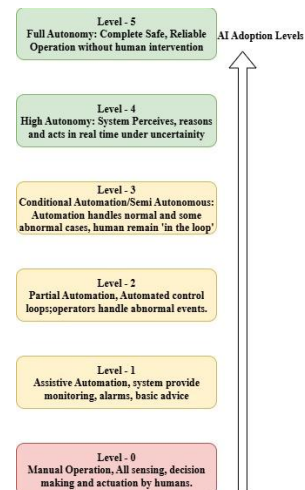 Level - 5
Full Autonomy: Complete Safe, Reliable
Operation without human intervention
AI Adoption Levels
Level - 4
High Autonomy: System Perceives, reasons
and acts in real time under uncertainity
Level - 3
Conditional Automation/Semi Autonomous:
Automation handles normal and some
abnormal cases, human remain 'in the loop'
Level - 2
Partial Automation, Automated control
loops;operators handle abnormal events.
Level - 1
Assistive Automation, system provide
monitoring, alarms, basic advice
Level - 0
Manual Operation, All sensing, decision
making and actuation by humans.